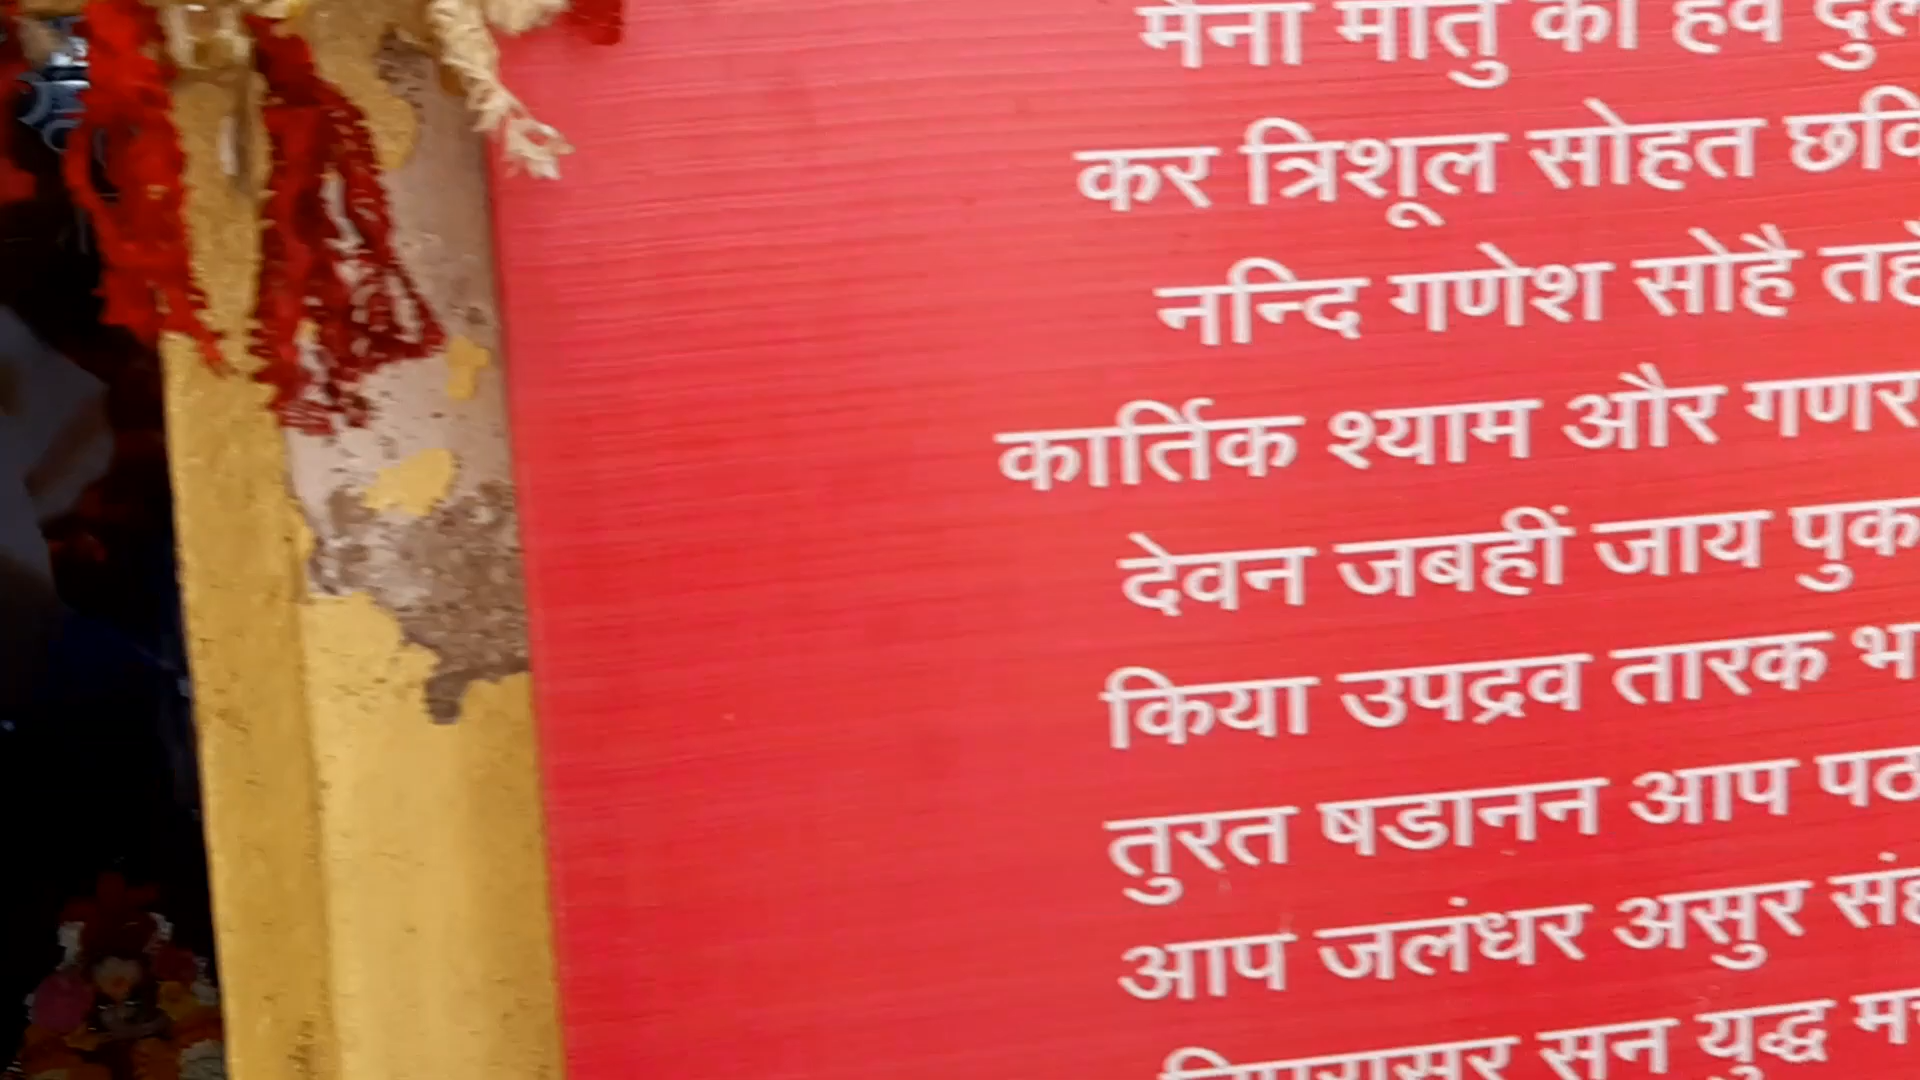 मैना मातु की हवे
कर त्रिशूल सोहत छवि
नन्दि गणेश सोहै
कार्तिक श्याम और
देवन जबहीं जाय
किया उपद्रव तारक
तुरत षडानन आप
आप जलंधर असुर
सन युद्ध